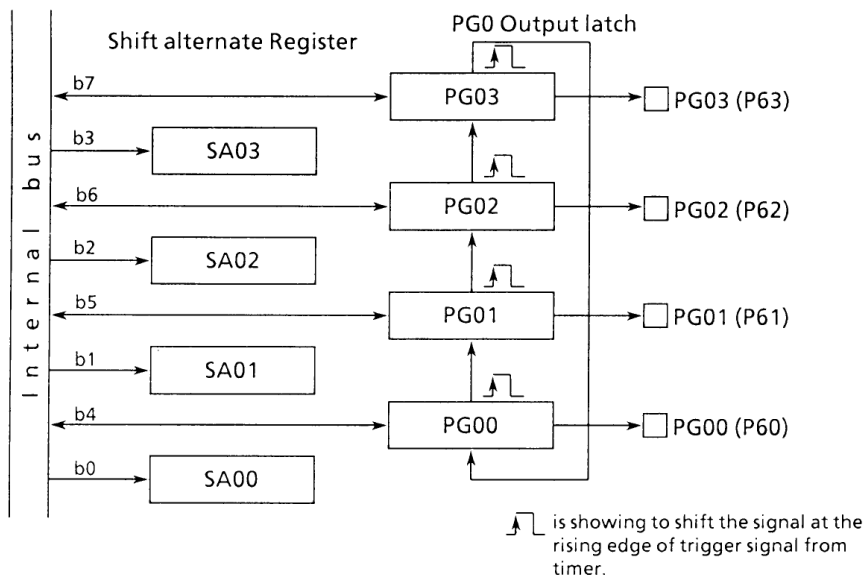 PG0 Output latch
Shift alternate Register
b7
PG03
PG03 (P63)
b3
SA03
b6
PG02
PG02 (P62)
b2
SA02
b5
PG01
PG01 (P61)
b1
SA01
b4
PG00
PG00 (P60)
b0
SA00
Internal bus
is showing to shift the signal at the
rising edge of trigger signal from
timer.